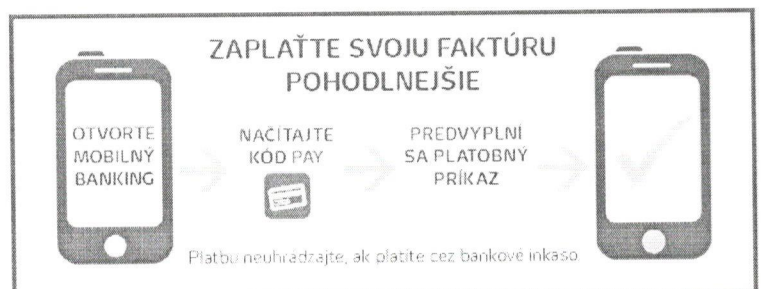 ZAPLAŤTE SVOJU FAKTÚRU
POHODLNEJŠIE
OTVORTE
MOBILNÝ
BANKING
NAČÍTAJTE
KÓD PAY
PREDVYPLNÍ
SA PLATOBNÝ
PRÍKAZ
Platbu neuhrádzajte, ak platíte cez bankové inkaso